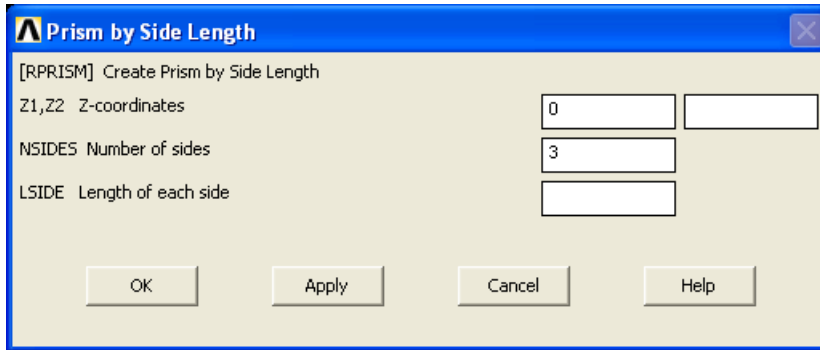 Prism by Side Length
[RPRISM] Create Prism by Side Length
Z1,Z2 Z-coordinates 0
NSIDES Number of sides 3
LSIDE Length of each side
OK Apply Cancel Help